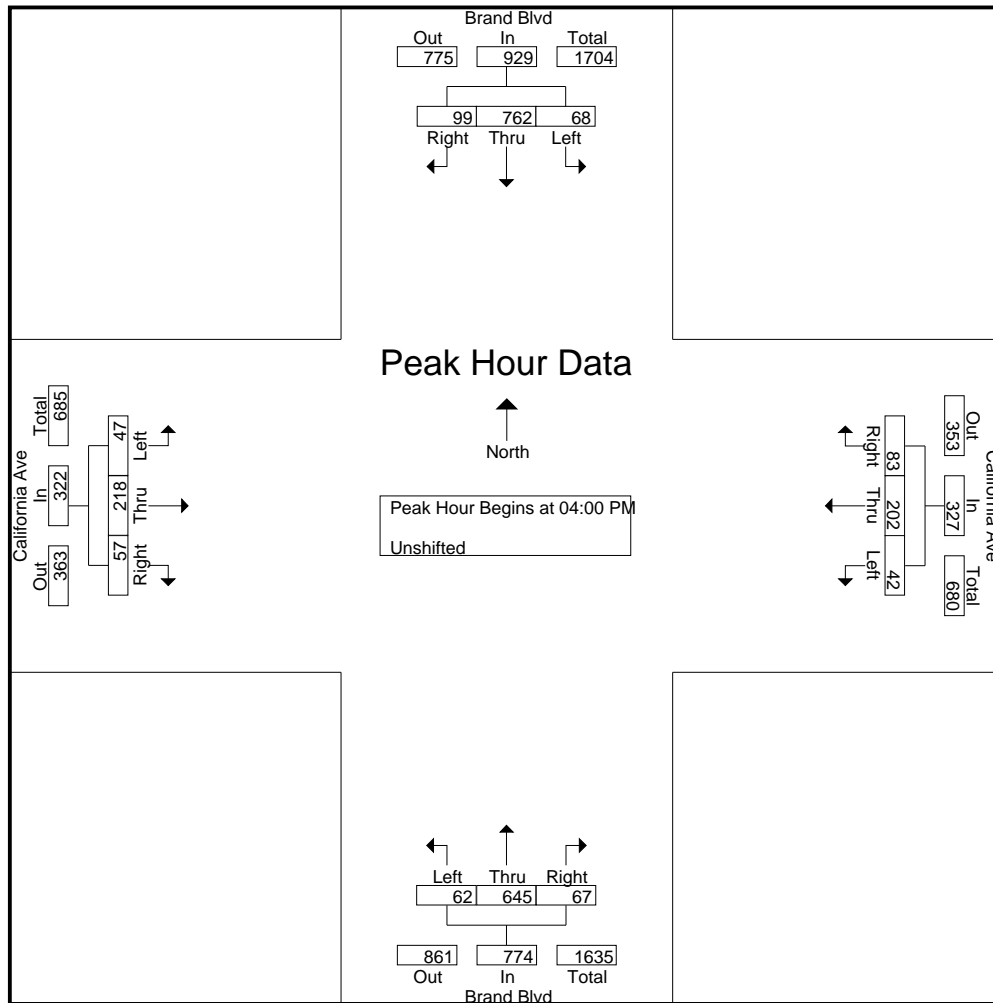 Brand Blvd
Out In Total
775 929 1704
99 762 68
Right Thru Left
Peak Hour Data
North
Peak Hour Begins at 04:00 PM
Unshifted
California Ave
Total In Out
685 322 363
47 218 57
Left Thru Right
Right Thru Left
83 202 42
353 327 680
Out In Total
California Ave
Left Thru Right
62 645 67
861 774 1635
Out In Total
Brand Blvd